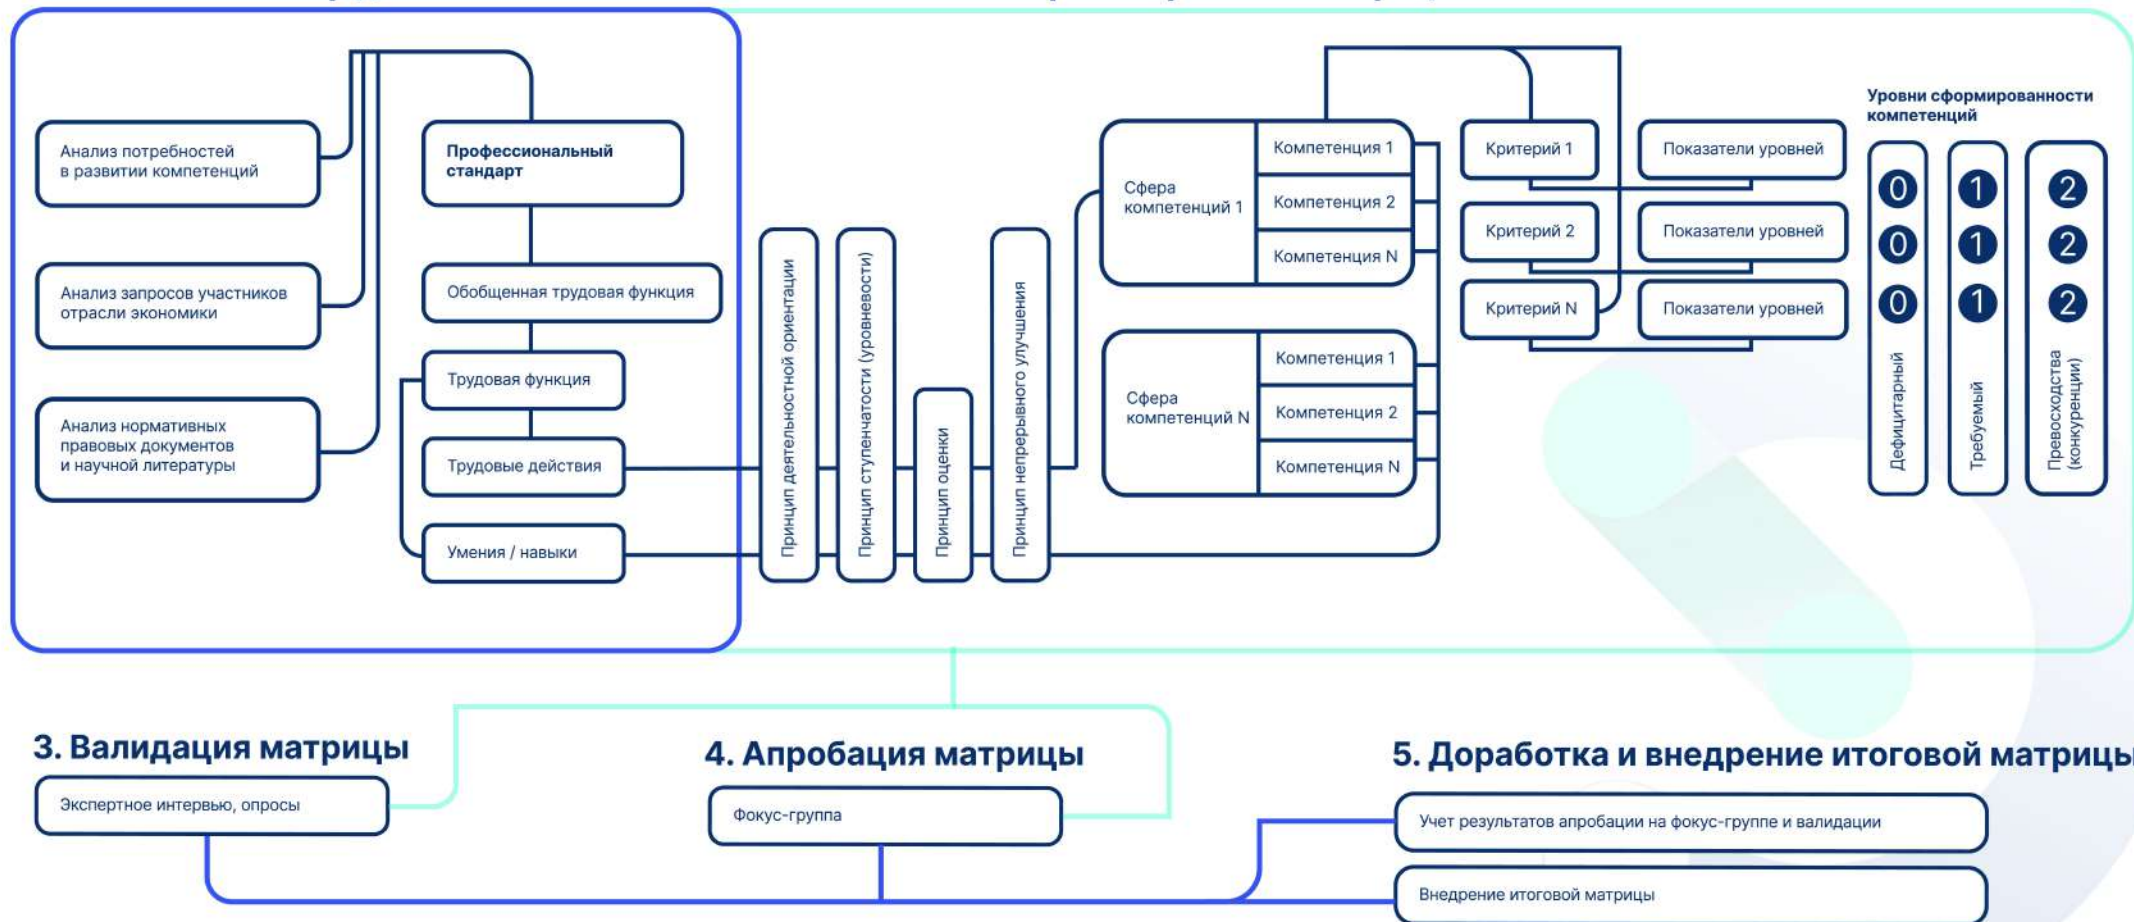 Анализ потребностей
в развитии компетенций
Анализ запросов участников
отрасли экономики
Анализ нормативных
правовых документов
и научной литературы
Профессиональный
стандарт
Обобщенная трудовая функция
Трудовая функция
Трудовые действия
Умения / навыки
Принцип деятельностной ориентации
Принцип ступенчатости (уровневости)
Принцип оценки
Принцип непрерывного улучшения
Сфера
компетенций 1
Компетенция 1
Компетенция 2
Компетенция N
Сфера
компетенций N
Компетенция 1
Компетенция 2
Компетенция N
Критерий 1
Показатели уровней
Критерий 2
Показатели уровней
Критерий N
Показатели уровней
Уровни сформированности
компетенций
0 1 2
0 1 2
0 1 2
Дефицитарный
Требуемый
Превосходства
(конкуренции)
3. Валидация матрицы
Экспертное интервью, опросы
4. Апробация матрицы
Фокус-группа
5. Доработка и внедрение итоговой матрицы
Учет результатов апробации на фокус-группе и валидации
Внедрение итоговой матрицы